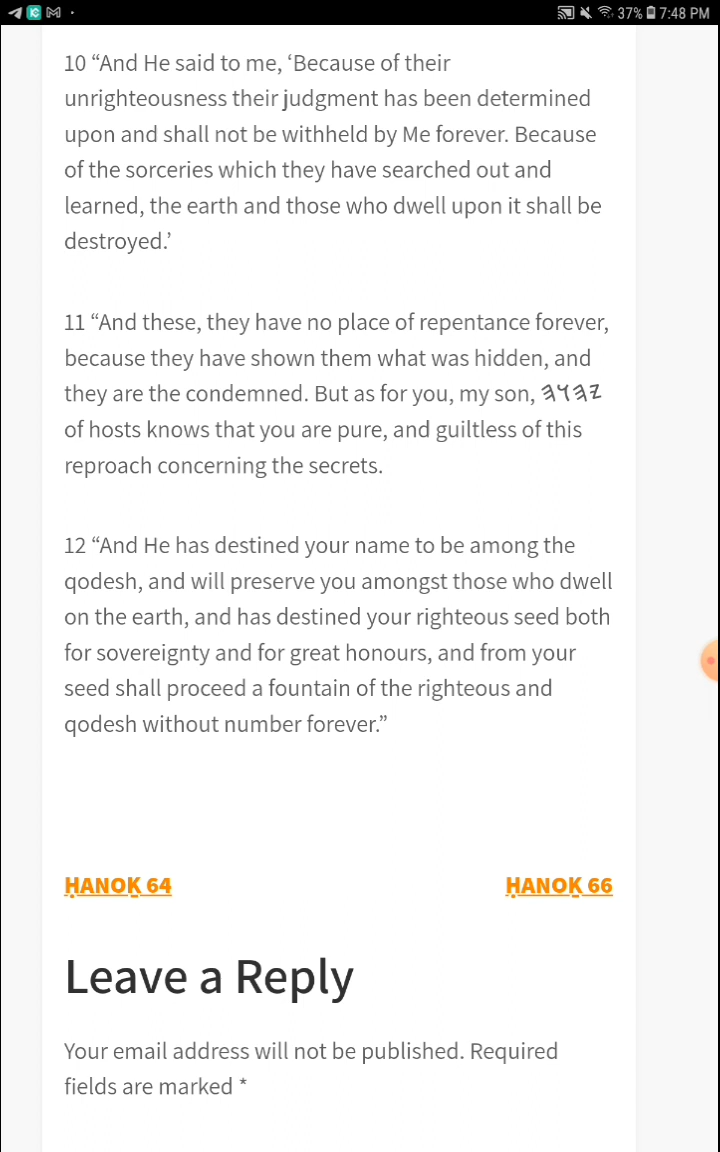 37% 7:48 PM
10 “And He said to me, ‘Because of their
unrighteousness their judgment has been determined
upon and shall not be withheld by Me forever. Because
of the sorceries which they have searched out and
learned, the earth and those who dwell upon it shall be
destroyed.’
11 “And these, they have no place of repentance forever,
because they have shown them what was hidden, and
they are the condemned. But as for you, my son, 𐤉𐤄𐤅𐤄
of hosts knows that you are pure, and guiltless of this
reproach concerning the secrets.
12 “And He has destined your name to be among the
qodesh, and will preserve you amongst those who dwell
on the earth, and has destined your righteous seed both
for sovereignty and for great honours, and from your
seed shall proceed a fountain of the righteous and
qodesh without number forever.”
ḤANOḴ 64 ḤANOḴ 66
Leave a Reply
Your email address will not be published. Required
fields are marked *